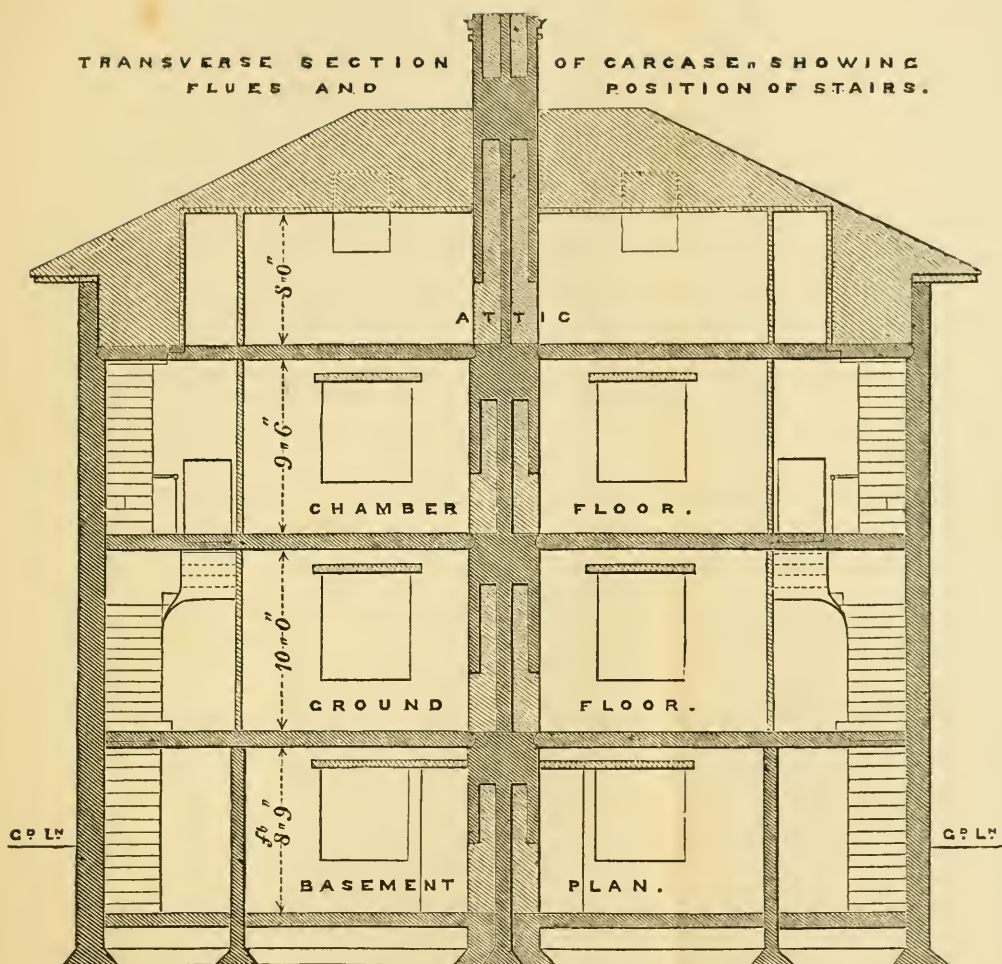 TRANSVERSE SECTION OF CARCASE„ SHOWING
FLUES AND POSITION OF STAIRS.
8„0"
ATTIC
9„6"
CHAMBER FLOOR.
10„0"
GROUND FLOOR.
fb
8„9"
Gᴰ Lᴺ
Gᴰ Lᴺ
BASEMENT PLAN.